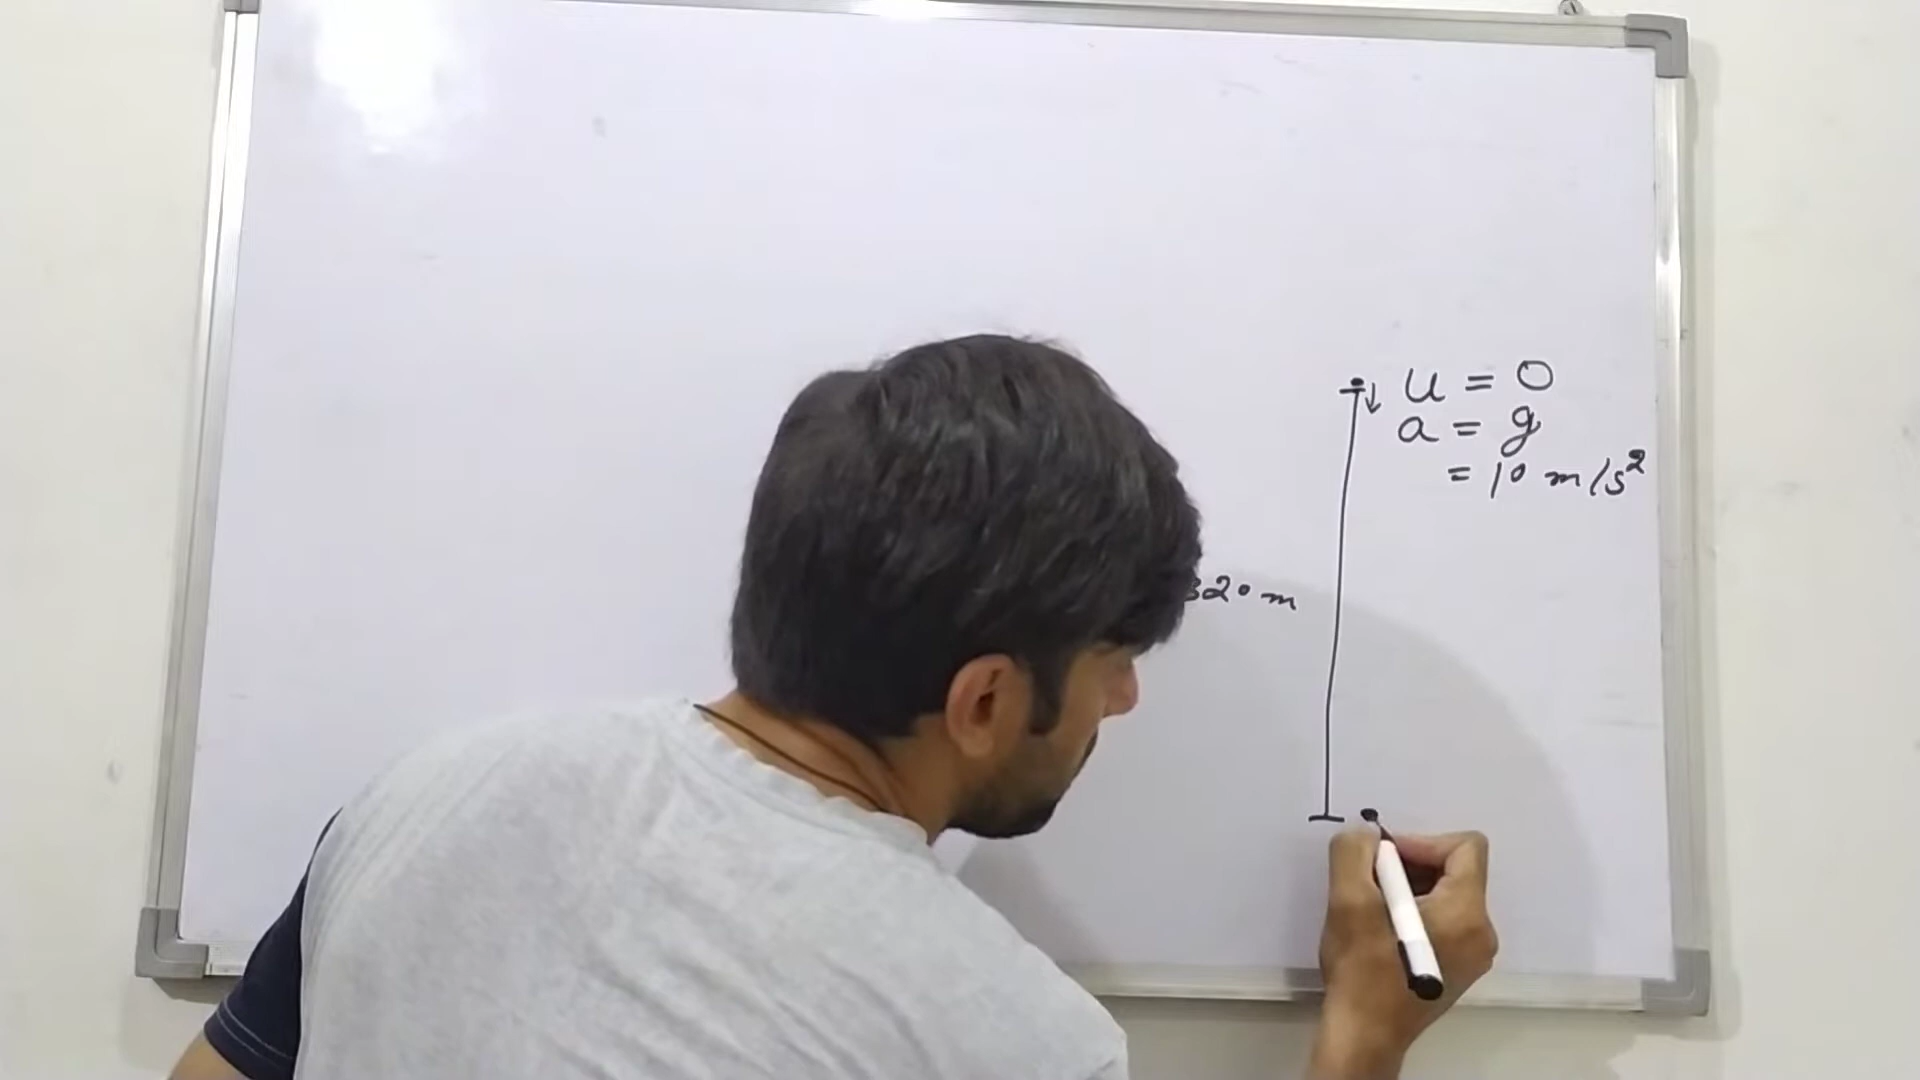 u = 0
a = g
= 10 m/s²
320 m